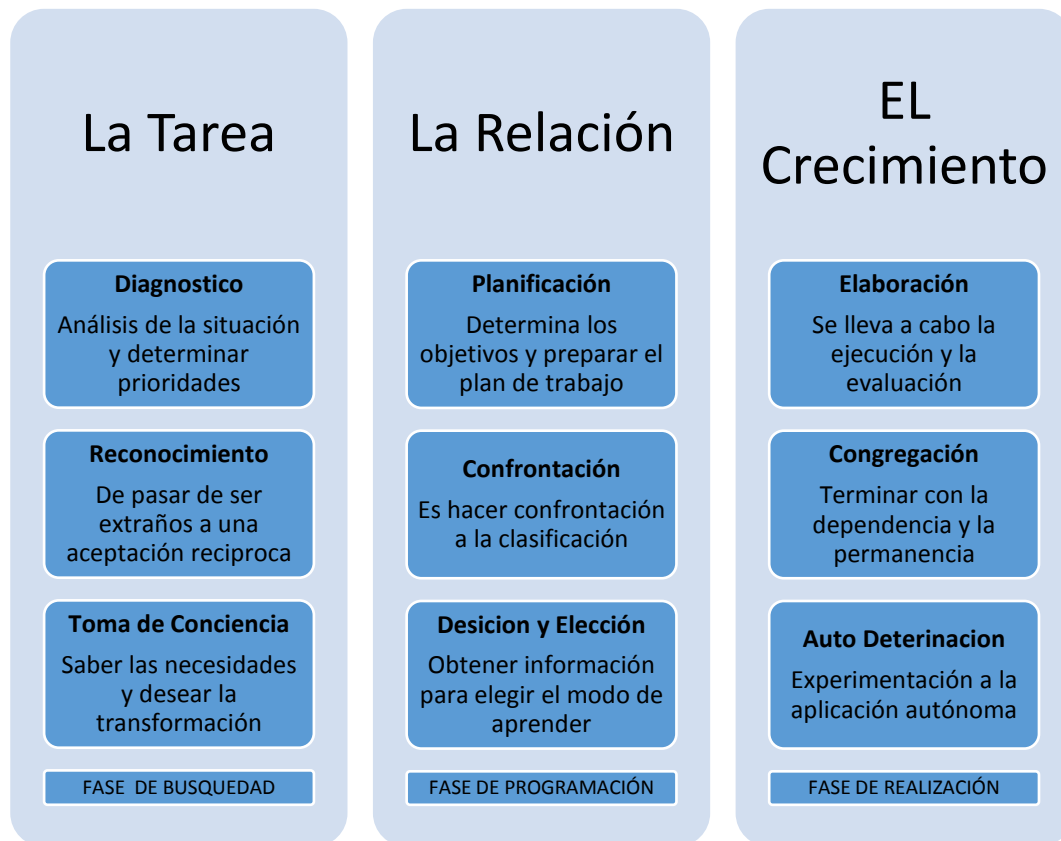 La Tarea
Diagnostico
Análisis de la situación
y determinar
prioridades
Reconocimiento
De pasar de ser
extraños a una
aceptación reciproca
Toma de Conciencia
Saber las necesidades
y desear la
transformación
FASE DE BUSQUEDAD
La Relación
Planificación
Determina los
objetivos y preparar el
plan de trabajo
Confrontación
Es hacer confrontación
a la clasificación
Desicion y Elección
Obtener información
para elegir el modo de
aprender
FASE DE PROGRAMACIÓN
EL
Crecimiento
Elaboración
Se lleva a cabo la
ejecución y la
evaluación
Congregación
Terminar con la
dependencia y la
permanencia
Auto Deterinacion
Experimentación a la
aplicación autónoma
FASE DE REALIZACIÓN